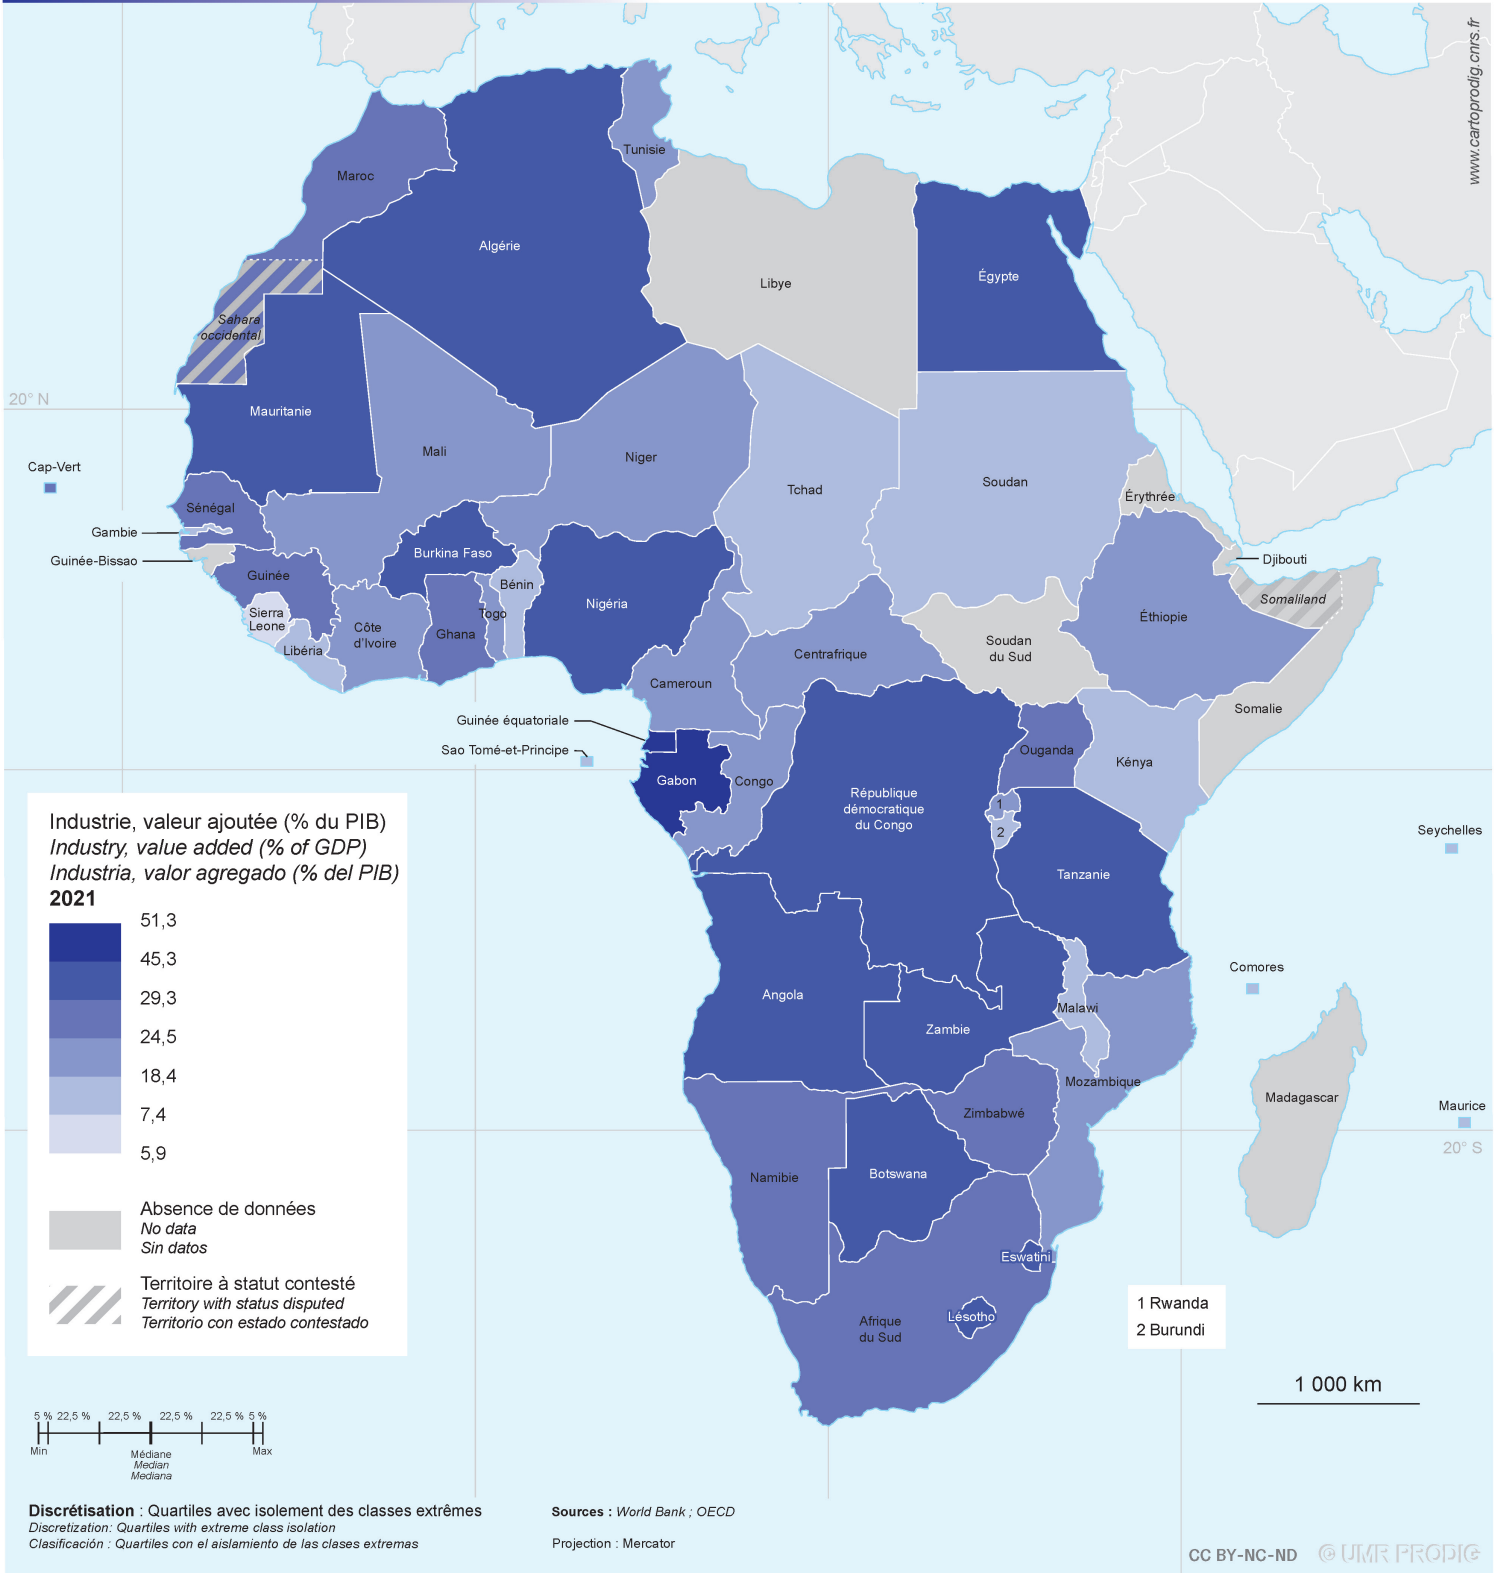 www.cartoprodig.cnrs.fr
Tunisie
Maroc
Algérie
Égypte
Libye
Sahara
occidental
20° N
Mauritanie
Mali
Niger
Cap-Vert
Tchad
Soudan
Érythrée
Sénégal
Gambie
Burkina Faso
Djibouti
Guinée-Bissao
Guinée
Bénin
Somaliland
Nigéria
Sierra
Leone
Togo
Éthiopie
Côte
d'Ivoire
Ghana
Soudan
du Sud
Libéria
Centrafrique
Cameroun
Somalie
Guinée équatoriale
Sao Tomé-et-Principe
Ouganda
Kénya
Gabon
Congo
République
démocratique
du Congo
1
2
Seychelles
Tanzanie
Comores
Angola
Malawi
Zambie
Mozambique
Madagascar
Maurice
Zimbabwé
20° S
Namibie
Botswana
Eswatini
Lésotho
Afrique
du Sud
Industrie, valeur ajoutée (% du PIB)
Industry, value added (% of GDP)
Industria, valor agregado (% del PIB)
2021
51,3
45,3
29,3
24,5
18,4
7,4
5,9
Absence de données
No data
Sin datos
Territoire à statut contesté
Territory with status disputed
Territorio con estado contestado
1 Rwanda
2 Burundi
1 000 km
5 % 22,5 % 22,5 % 22,5 % 22,5 % 5 %
Min Max
Médiane
Median
Mediana
Discrétisation : Quartiles avec isolement des classes extrêmes
Discretization: Quartiles with extreme class isolation
Clasificación : Quartiles con el aislamiento de las clases extremas
Sources : World Bank ; OECD
Projection : Mercator
CC BY-NC-ND © UMR PRODIG